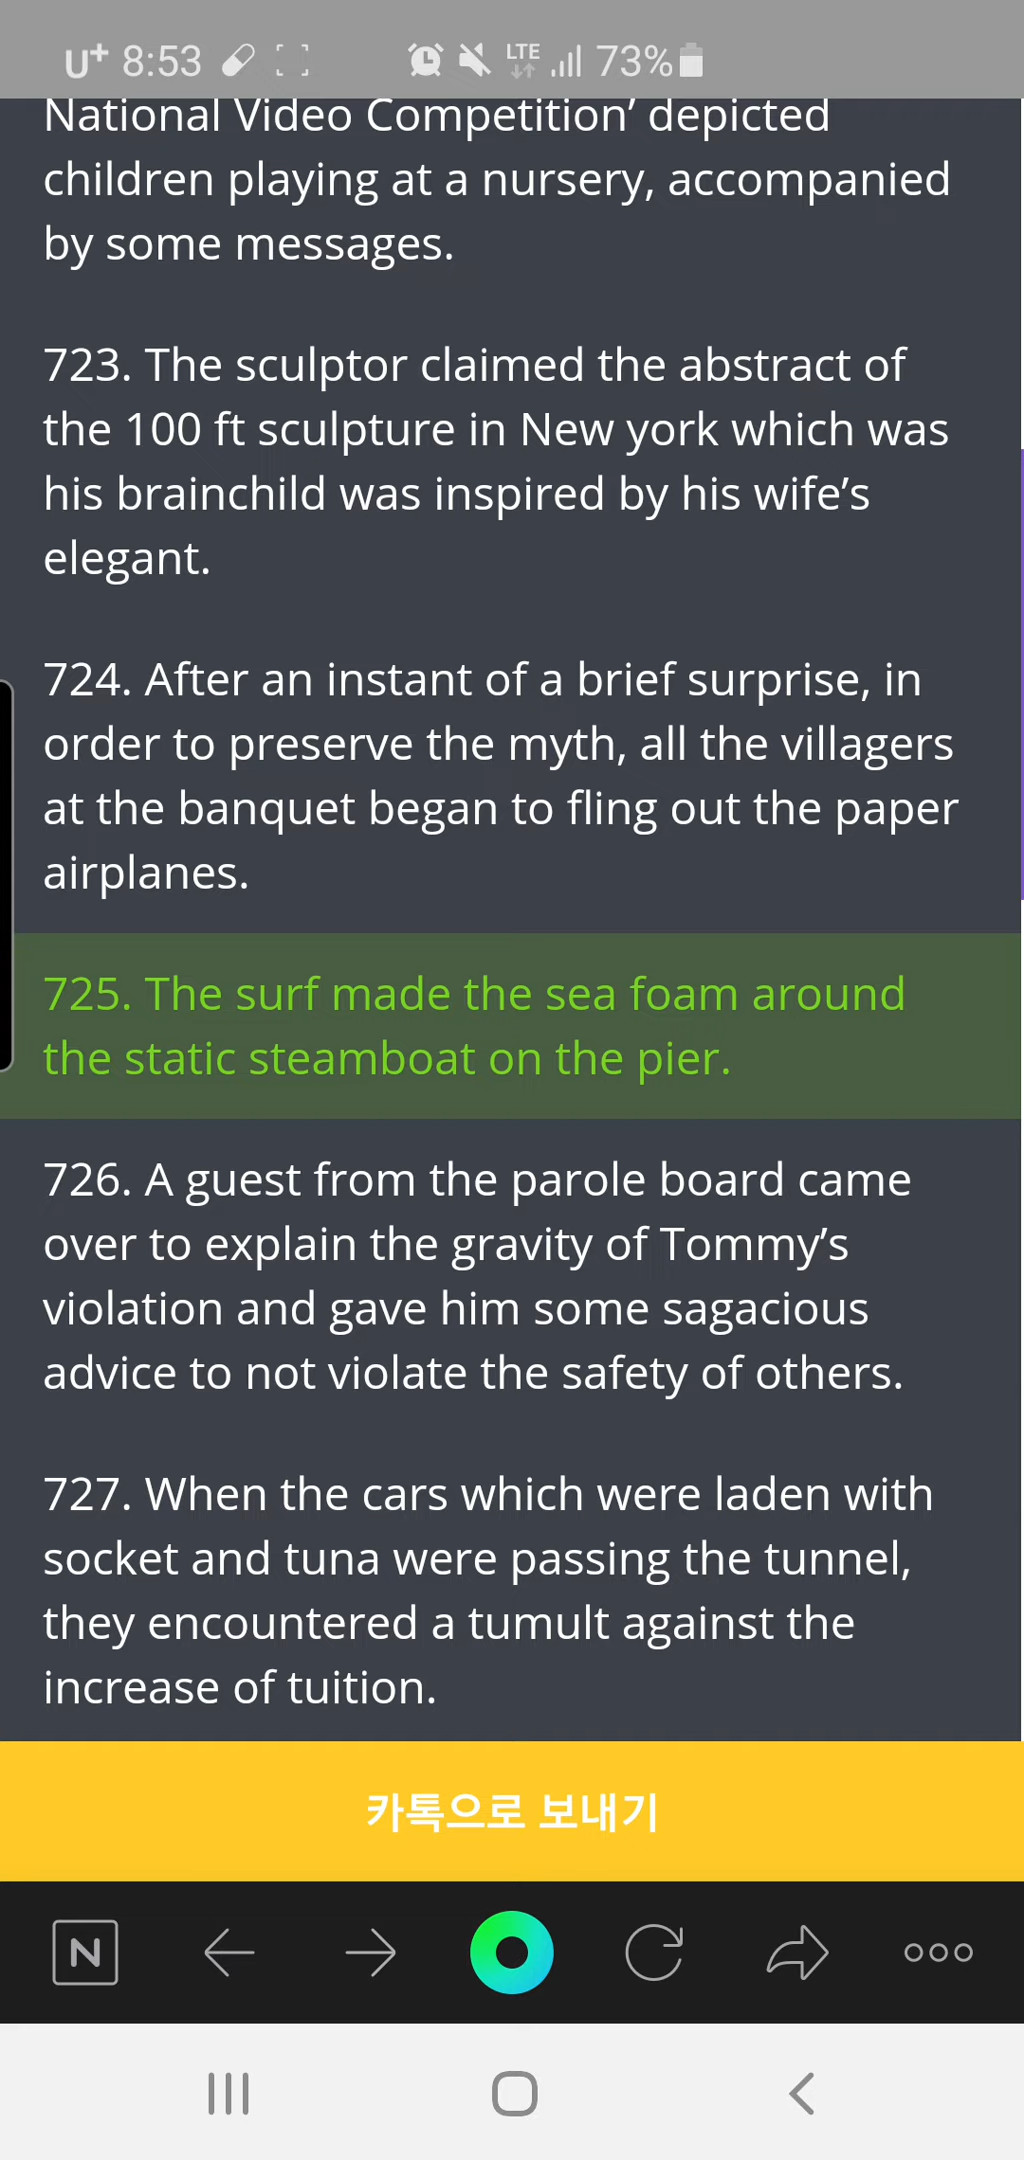 U+ 8:53 LTE 73%
National Video Competition’ depicted
children playing at a nursery, accompanied
by some messages.
723. The sculptor claimed the abstract of
the 100 ft sculpture in New york which was
his brainchild was inspired by his wife’s
elegant.
724. After an instant of a brief surprise, in
order to preserve the myth, all the villagers
at the banquet began to fling out the paper
airplanes.
725. The surf made the sea foam around
the static steamboat on the pier.
726. A guest from the parole board came
over to explain the gravity of Tommy’s
violation and gave him some sagacious
advice to not violate the safety of others.
727. When the cars which were laden with
socket and tuna were passing the tunnel,
they encountered a tumult against the
increase of tuition.
카톡으로 보내기
N